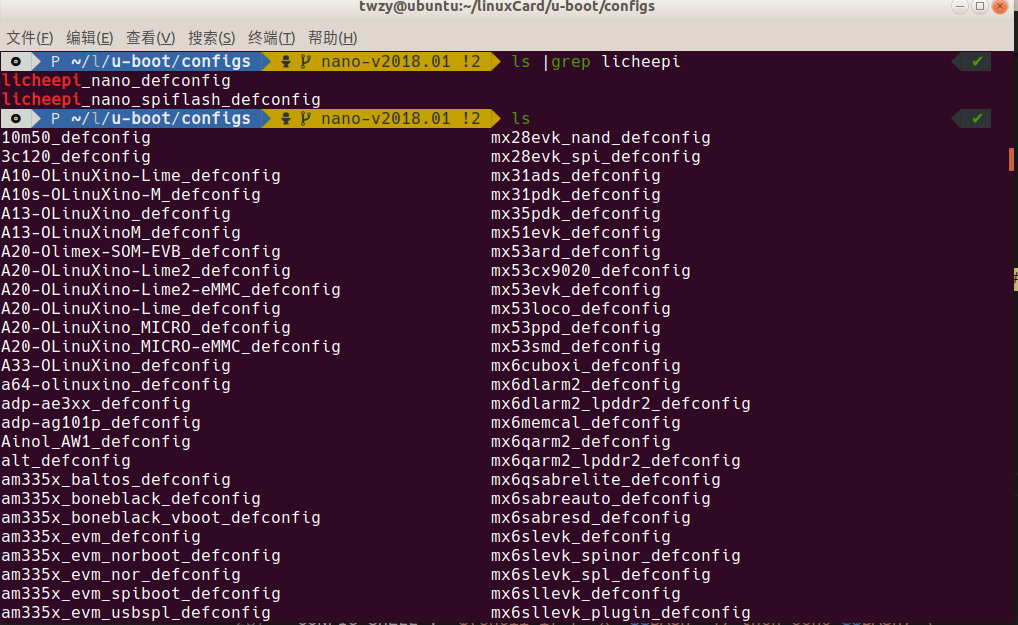 twzy@ubuntu:~/linuxCard/u-boot/configs
文件(F) 编辑(E) 查看(V) 搜索(S) 终端(T) 帮助(H)
P ~/l/u-boot/configs nano-v2018.01 !2 ls |grep licheepi ✔
licheepi_nano_defconfig
licheepi_nano_spiflash_defconfig
P ~/l/u-boot/configs nano-v2018.01 !2 ls ✔
10m50_defconfig mx28evk_nand_defconfig
3c120_defconfig mx28evk_spi_defconfig
A10-OLinuXino-Lime_defconfig mx31ads_defconfig
A10s-OLinuXino-M_defconfig mx31pdk_defconfig
A13-OLinuXino_defconfig mx35pdk_defconfig
A13-OLinuXinoM_defconfig mx51evk_defconfig
A20-Olimex-SOM-EVB_defconfig mx53ard_defconfig
A20-OLinuXino-Lime2_defconfig mx53cx9020_defconfig
A20-OLinuXino-Lime2-eMMC_defconfig mx53evk_defconfig
A20-OLinuXino-Lime_defconfig mx53loco_defconfig
A20-OLinuXino_MICRO_defconfig mx53ppd_defconfig
A20-OLinuXino_MICRO-eMMC_defconfig mx53smd_defconfig
A33-OLinuXino_defconfig mx6cuboxi_defconfig
a64-olinuxino_defconfig mx6dlarm2_defconfig
adp-ae3xx_defconfig mx6dlarm2_lpddr2_defconfig
adp-ag101p_defconfig mx6memcal_defconfig
Ainol_AW1_defconfig mx6qarm2_defconfig
alt_defconfig mx6qarm2_lpddr2_defconfig
am335x_baltos_defconfig mx6qsabrelite_defconfig
am335x_boneblack_defconfig mx6sabreauto_defconfig
am335x_boneblack_vboot_defconfig mx6sabresd_defconfig
am335x_evm_defconfig mx6slevk_defconfig
am335x_evm_norboot_defconfig mx6slevk_spinor_defconfig
am335x_evm_nor_defconfig mx6slevk_spl_defconfig
am335x_evm_spiboot_defconfig mx6sllevk_defconfig
am335x_evm_usbspl_defconfig mx6sllevk_plugin_defconfig